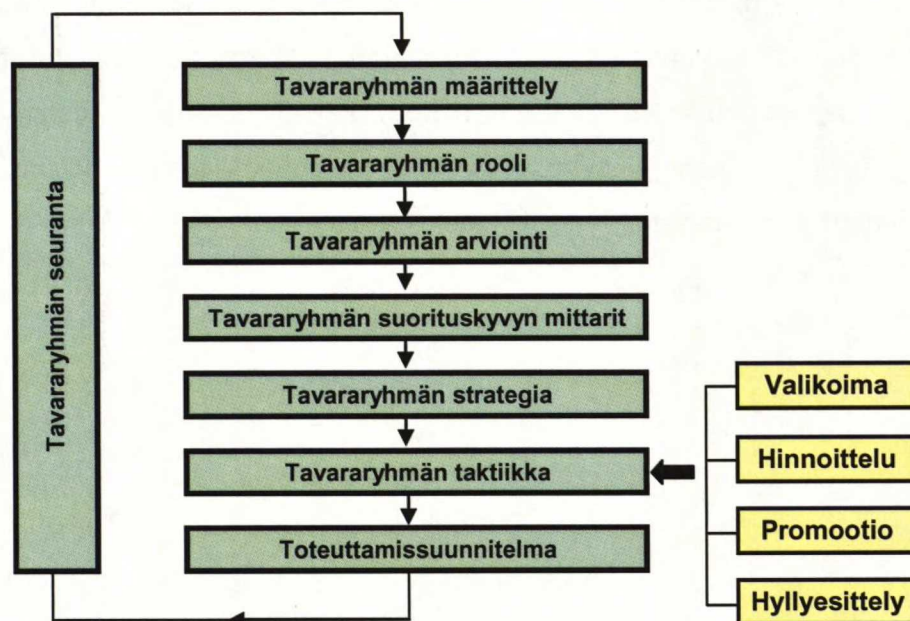 Tavararyhmän seuranta
Tavararyhmän määrittely
Tavararyhmän rooli
Tavararyhmän arviointi
Tavararyhmän suorituskyvyn mittarit
Tavararyhmän strategia
Tavararyhmän taktiikka
Toteuttamissuunnitelma
Valikoima
Hinnoittelu
Promootio
Hyllyesittely